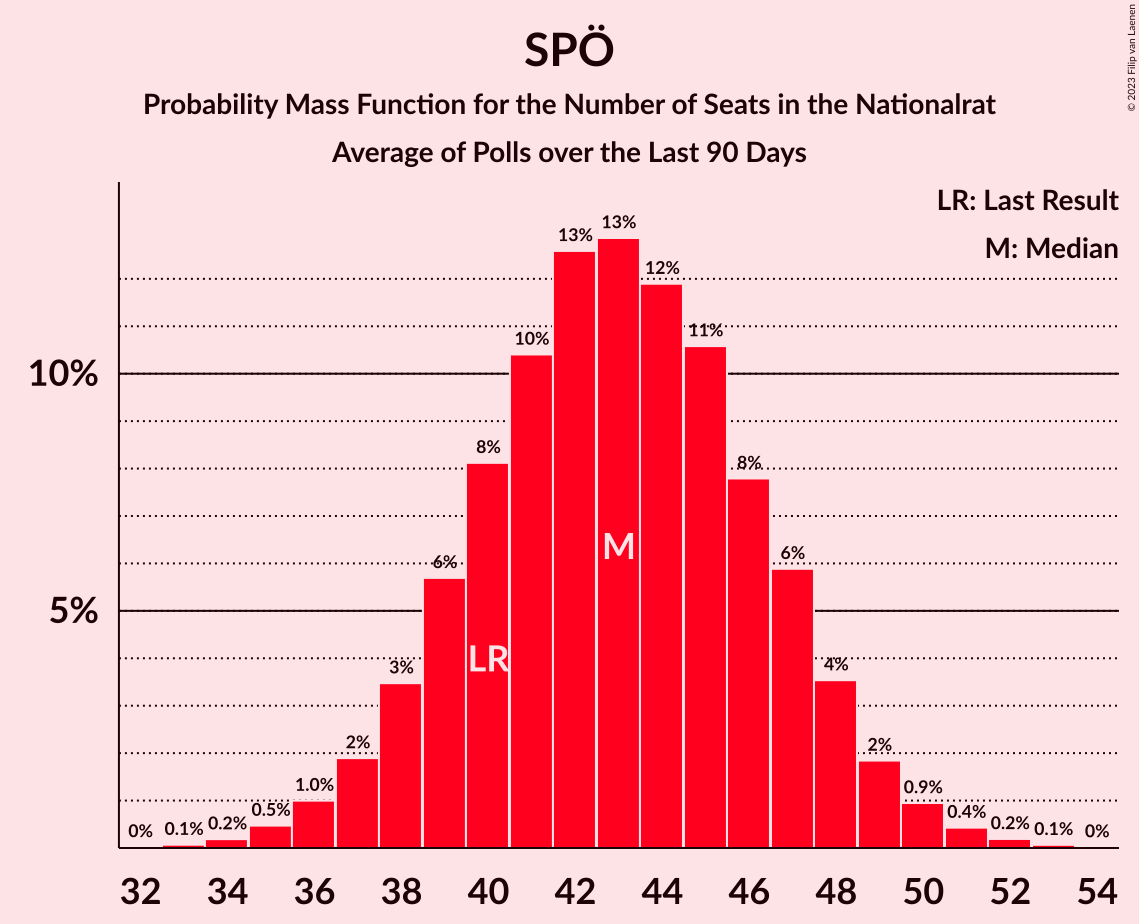 SPÖ
Probability Mass Function for the Number of Seats in the Nationalrat
Average of Polls over the Last 90 Days
© 2023 Filip van Laenen
LR: Last Result
M: Median
10%
5%
0%
0.1%
0.2%
0.5%
1.0%
2%
3%
6%
8%
10%
13%
13%
12%
11%
8%
6%
4%
2%
0.9%
0.4%
0.2%
0.1%
0%
LR
M
32 34 36 38 40 42 44 46 48 50 52 54